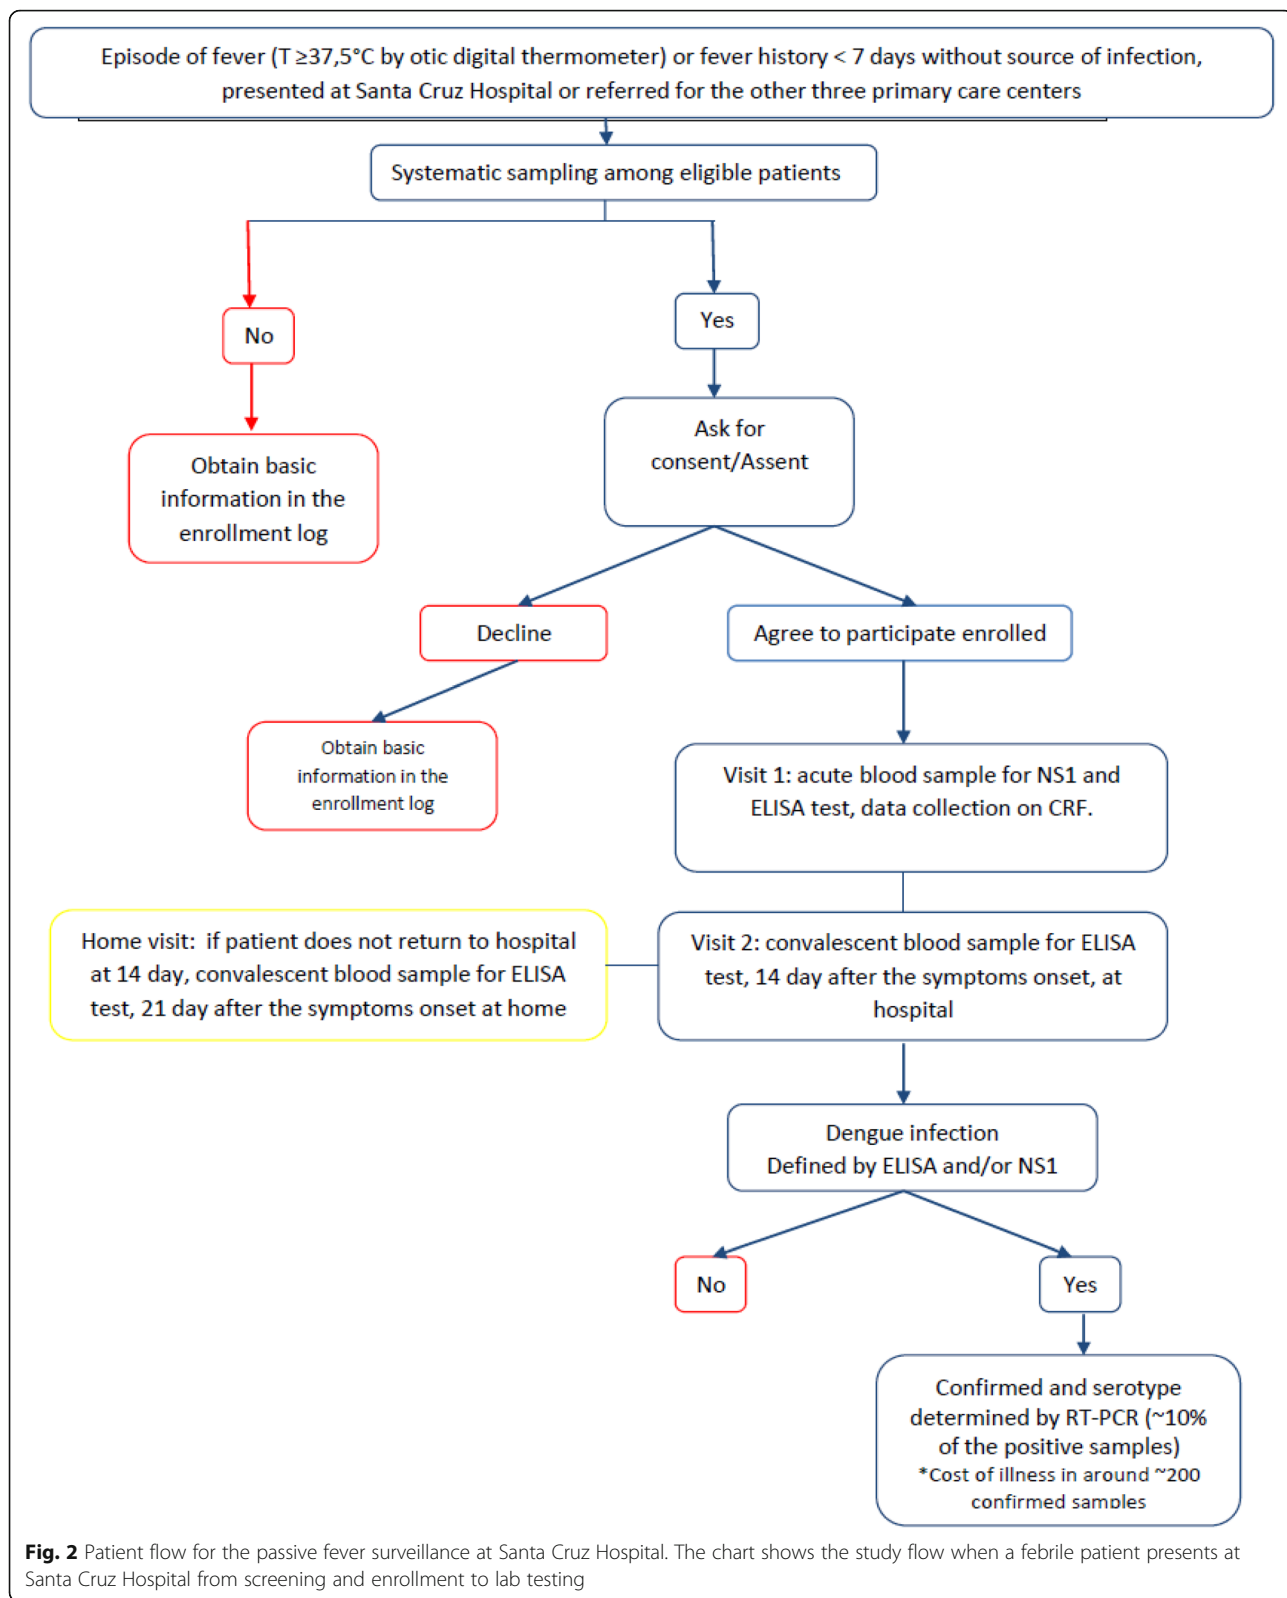 Episode of fever (T ≥37,5°C by otic digital thermometer) or fever history < 7 days without source of infection,
presented at Santa Cruz Hospital or referred for the other three primary care centers
Systematic sampling among eligible patients
No
Yes
Obtain basic
information in the
enrollment log
Ask for
consent/Assent
Decline
Agree to participate enrolled
Obtain basic
information in the
enrollment log
Visit 1: acute blood sample for NS1 and
ELISA test, data collection on CRF.
Home visit: if patient does not return to hospital
at 14 day, convalescent blood sample for ELISA
test, 21 day after the symptoms onset at home
Visit 2: convalescent blood sample for ELISA
test, 14 day after the symptoms onset, at
hospital
Dengue infection
Defined by ELISA and/or NS1
No
Yes
Confirmed and serotype
determined by RT-PCR (~10%
of the positive samples)
*Cost of illness in around ~200
confirmed samples
Fig. 2 Patient flow for the passive fever surveillance at Santa Cruz Hospital. The chart shows the study flow when a febrile patient presents at
Santa Cruz Hospital from screening and enrollment to lab testing